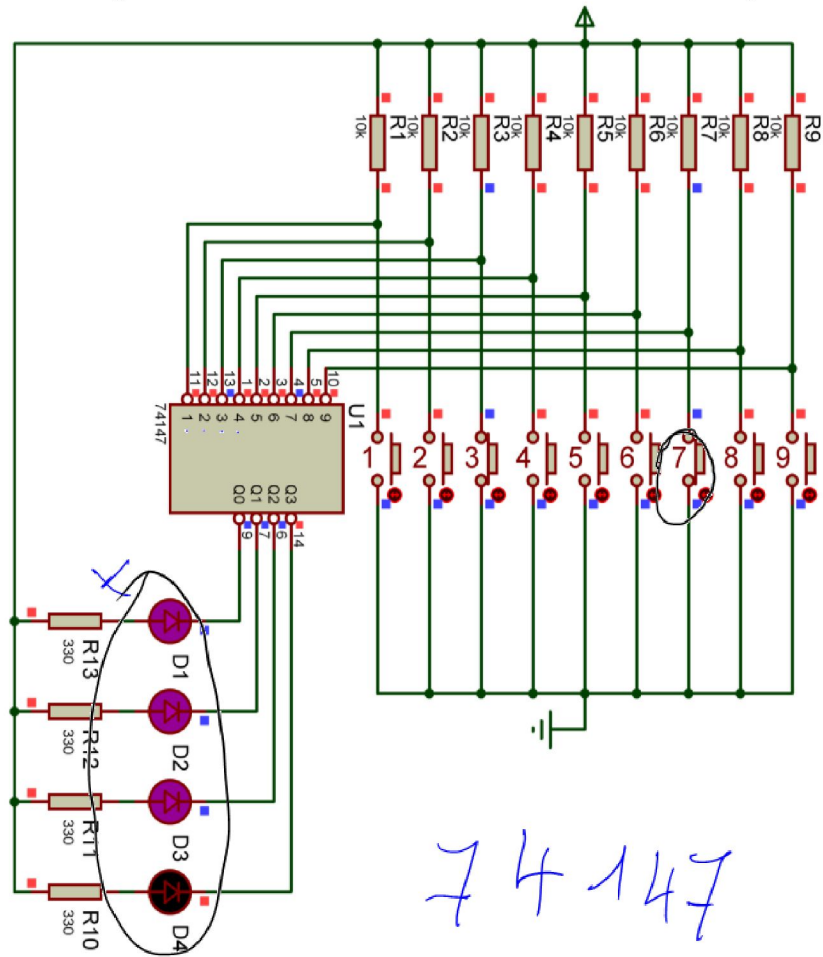 R1 R2 R3 R4 R5 R6 R7 R8 R9
10k 10k 10k 10k 10k 10k 10k 10k 10k
11 12 13 1 2 3 4 5 10
1 2 3 4 5 6 7 8 9
U1
74147
Q0 Q1 Q2 Q3
9 7 6 14
1 2 3 4 5 6 7 8 9
R13
330
D1
R12
330
D2
R11
330
D3
R10
330
D4
74147